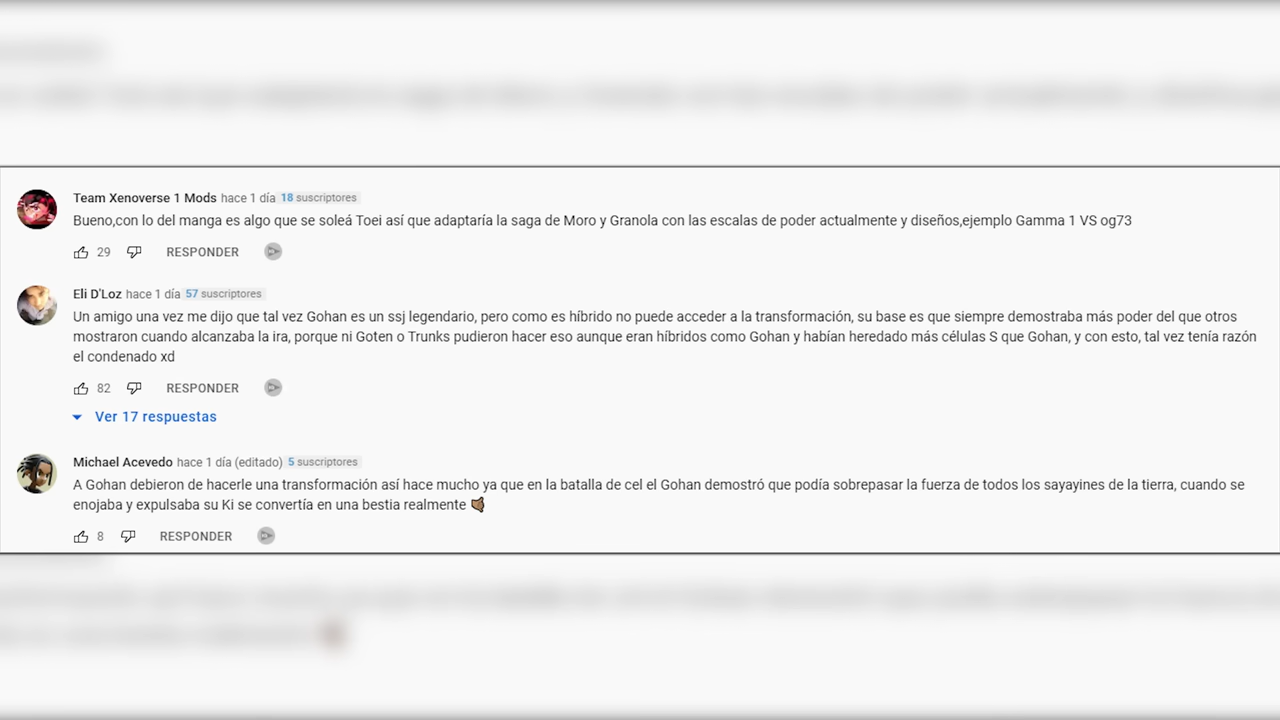 Team Xenoverse 1 Mods hace 1 día 18 suscriptores
Bueno,con lo del manga es algo que se soleá Toei así que adaptaría la saga de Moro y Granola con las escalas de poder actualmente y diseños,ejemplo Gamma 1 VS og73
29 RESPONDER
Eli D'Loz hace 1 día 57 suscriptores
Un amigo una vez me dijo que tal vez Gohan es un ssj legendario, pero como es híbrido no puede acceder a la transformación, su base es que siempre demostraba más poder del que otros
mostraron cuando alcanzaba la ira, porque ni Goten o Trunks pudieron hacer eso aunque eran híbridos como Gohan y habían heredado más células S que Gohan, y con esto, tal vez tenía razón
el condenado xd
82 RESPONDER
Ver 17 respuestas
Michael Acevedo hace 1 día (editado) 5 suscriptores
A Gohan debieron de hacerle una transformación así hace mucho ya que en la batalla de cel el Gohan demostró que podía sobrepasar la fuerza de todos los sayayines de la tierra, cuando se
enojaba y expulsaba su Ki se convertía en una bestia realmente
8 RESPONDER